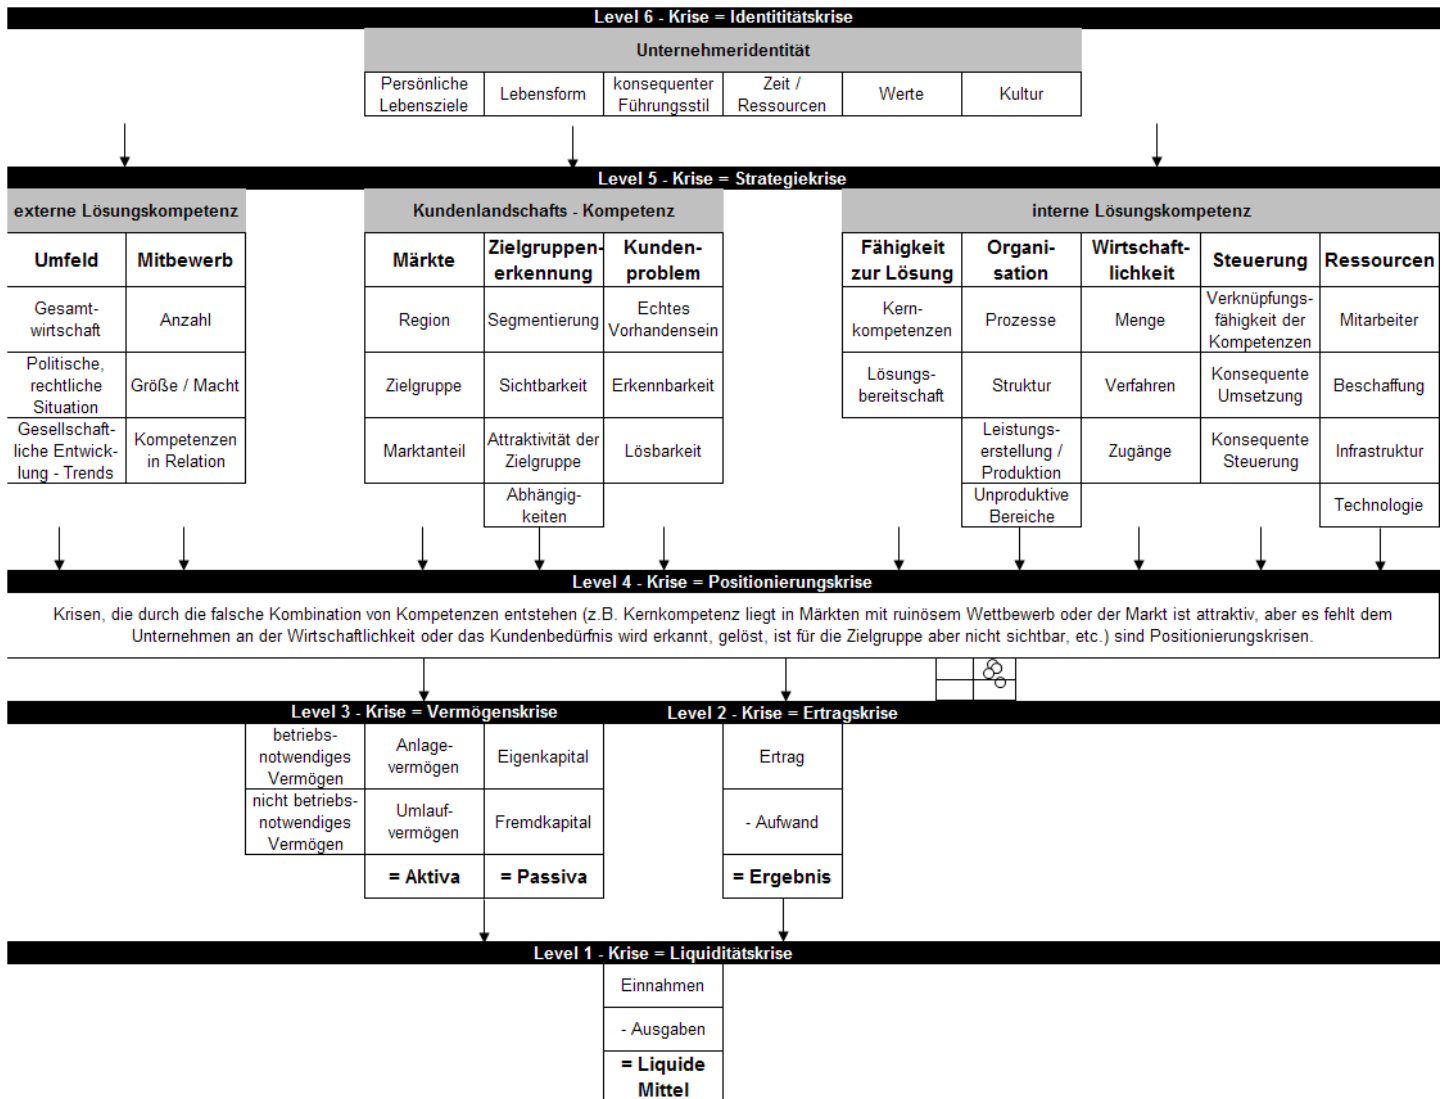 Level 6 - Krise = Identititätskrise
Unternehmeridentität
Persönliche
Lebensziele
Lebensform
konsequenter
Führungsstil
Zeit /
Ressourcen
Werte
Kultur
Level 5 - Krise = Strategiekrise
externe Lösungskompetenz
Kundenlandschafts - Kompetenz
interne Lösungskompetenz
Umfeld
Mitbewerb
Märkte
Zielgruppen-
erkennung
Kunden-
problem
Fähigkeit
zur Lösung
Organi-
sation
Wirtschaft-
lichkeit
Steuerung
Ressourcen
Gesamt-
wirtschaft
Anzahl
Region
Segmentierung
Echtes
Vorhandensein
Kern-
kompetenzen
Prozesse
Menge
Verknüpfungs-
fähigkeit der
Kompetenzen
Mitarbeiter
Politische,
rechtliche
Situation
Größe / Macht
Zielgruppe
Sichtbarkeit
Erkennbarkeit
Lösungs-
bereitschaft
Struktur
Verfahren
Konsequente
Umsetzung
Beschaffung
Gesellschaft-
liche Entwick-
lung - Trends
Kompetenzen
in Relation
Marktanteil
Attraktivität der
Zielgruppe
Lösbarkeit
Leistungs-
erstellung /
Produktion
Zugänge
Konsequente
Steuerung
Infrastruktur
Abhängig-
keiten
Unproduktive
Bereiche
Technologie
Level 4 - Krise = Positionierungskrise
Krisen, die durch die falsche Kombination von Kompetenzen entstehen (z.B. Kernkompetenz liegt in Märkten mit ruinösem Wettbewerb oder der Markt ist attraktiv, aber es fehlt dem
Unternehmen an der Wirtschaftlichkeit oder das Kundenbedürfnis wird erkannt, gelöst, ist für die Zielgruppe aber nicht sichtbar, etc.) sind Positionierungskrisen.
Level 3 - Krise = Vermögenskrise
Level 2 - Krise = Ertragskrise
betriebs-
notwendiges
Vermögen
Anlage-
vermögen
Eigenkapital
Ertrag
nicht betriebs-
notwendiges
Vermögen
Umlauf-
vermögen
Fremdkapital
- Aufwand
= Aktiva
= Passiva
= Ergebnis
Level 1 - Krise = Liquiditätskrise
Einnahmen
- Ausgaben
= Liquide
Mittel